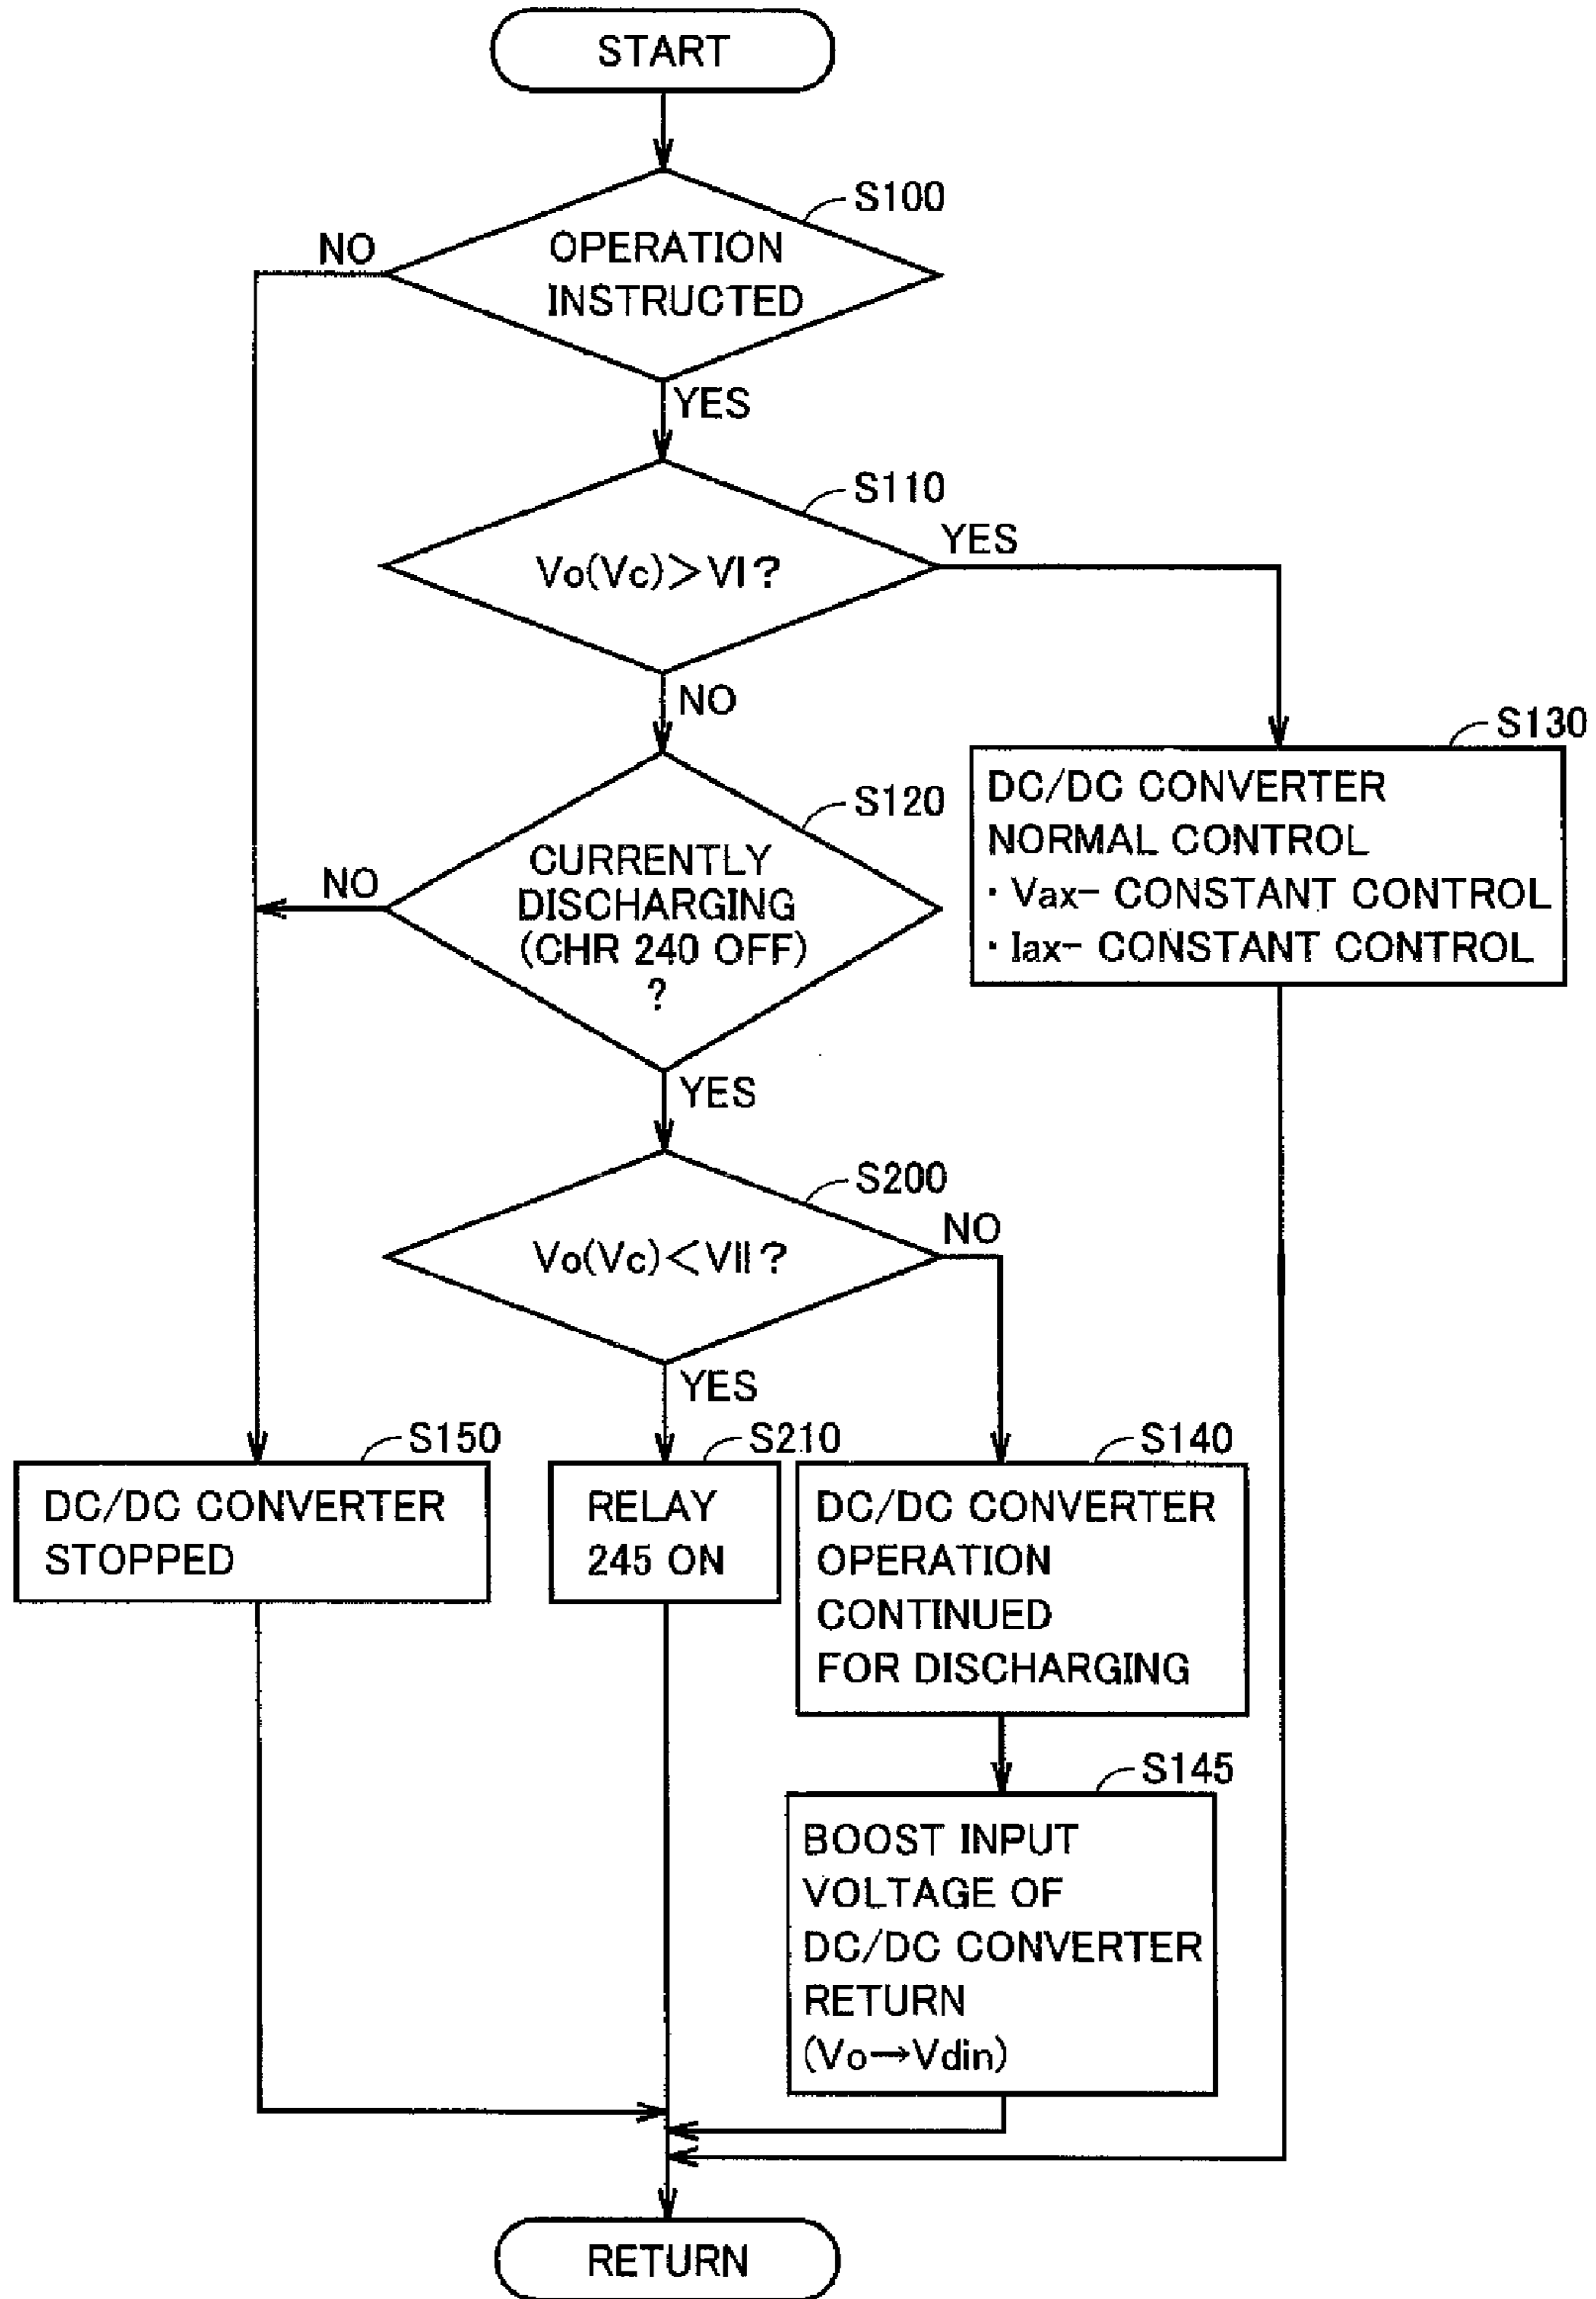 START
S100
NO
OPERATION
INSTRUCTED
YES
S110
YES
Vo(Vc)>VI?
NO
S130
DC/DC CONVERTER
NORMAL CONTROL
・Vax- CONSTANT CONTROL
・Iax- CONSTANT CONTROL
S120
NO
CURRENTLY
DISCHARGING
(CHR 240 OFF)
?
YES
S200
NO
Vo(Vc)<VII?
YES
S150
DC/DC CONVERTER
STOPPED
S210
RELAY
245 ON
S140
DC/DC CONVERTER
OPERATION
CONTINUED
FOR DISCHARGING
S145
BOOST INPUT
VOLTAGE OF
DC/DC CONVERTER
RETURN
(Vo→Vdin)
RETURN